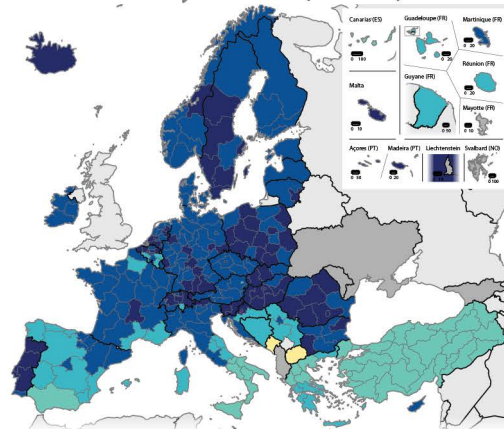 Canarias (ES)
0 100
Guadeloupe (FR)
0 20
Martinique (FR)
0 20
Malta
0 10
Guyane (FR)
0 50
Réunion (FR)
0 20
Mayotte (FR)
0 10
Açores (PT)
0 50
Madeira (PT)
0 20
Liechtenstein
Svalbard (NO)
0 100